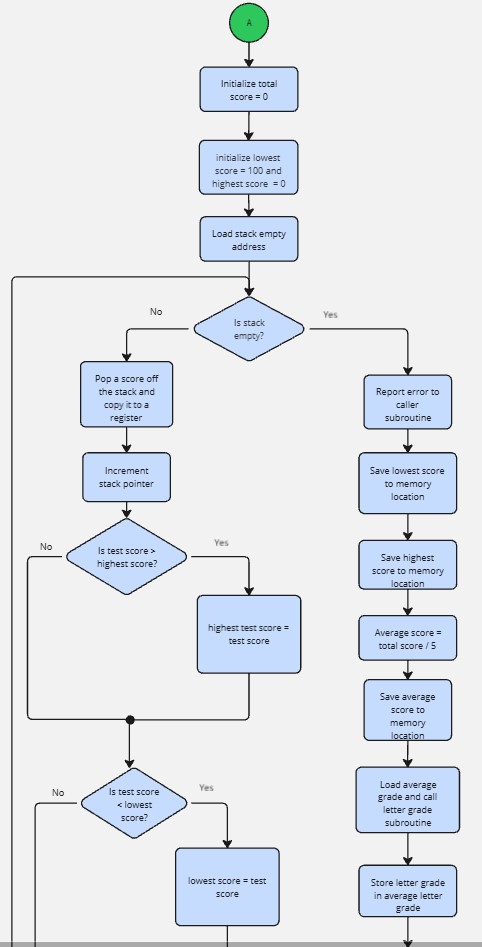 A
Initialize total
score = 0
initialize lowest
score = 100 and
highest score = 0
Load stack empty
address
Is stack
empty?
No
Yes
Pop a score off
the stack and
copy it to a
register
Increment
stack pointer
Is test score >
highest score?
No
Yes
highest test score =
test score
Is test score
< lowest
score?
No
Yes
lowest score = test
score
Report error to
caller
subroutine
Save lowest score
to memory
location
Save highest
score to memory
location
Average score =
total score / 5
Save average
score to
memory
location
Load average
grade and call
letter grade
subroutine
Store letter grade
in average letter
grade